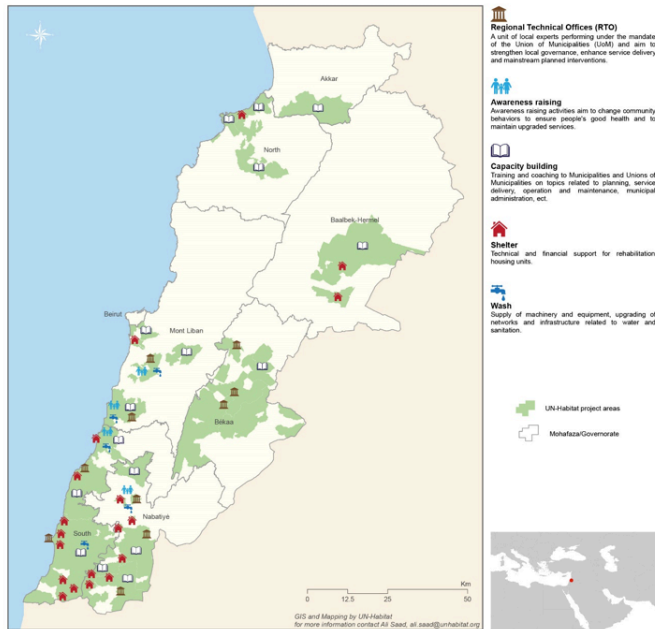 Akkar
North
Baalbek-Hermel
Beirut
Mont Liban
Békaa
Nabatiyé
South
Km
0 12.5 25 50
GIS and Mapping by UN-Habitat
for more information contact Ali Saad, ali.saad@unhabitat.org
Regional Technical Offices (RTO)
A unit of local experts performing under the mandate
of the Union of Municipalities (UoM) and aim to
strengthen local governance, enhance service delivery
and mainstream planned interventions.
Awareness raising
Awareness raising activities aim to change community
behaviors to ensure people's good health and to
maintain upgraded services.
Capacity building
Training and coaching to Municipalities and Unions of
Municipalities on topics related to planning, service
delivery, operation and maintenance, municipal
administration, ect.
Shelter
Technical and financial support for rehabilitation
housing units.
Wash
Supply of machinery and equipment, upgrading of
networks and infrastructure related to water and
sanitation.
UN-Habitat project areas
Mohafaza/Governorate